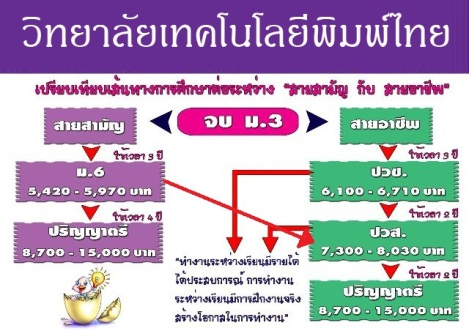 วิทยาลัยเทคโนโลยีพิมพ์ไทย
เปรียบเทียบเส้นทางการศึกษาต่อระหว่าง "สายสามัญ กับ สายอาชีพ"
สายสามัญ
จบ ม.3
สายอาชีพ
ใช้เวลา 3 ปี
ใช้เวลา 3 ปี
ม.6
5,420 - 5,970 บาท
ปวช.
6,100 - 6,710 บาท
ใช้เวลา 4 ปี
ใช้เวลา 2 ปี
ปริญญาตรี
8,700 - 15,000 บาท
ปวส.
7,300 - 8,030 บาท
ใช้เวลา 2 ปี
ปริญญาตรี
8,700 - 15,000 บาท
"ทำงานระหว่างเรียนมีรายได้
ได้ประสบการณ์ การทำงาน
ระหว่างเรียนมีการฝึกงานจริง
สร้างโอกาสในการทำงาน"